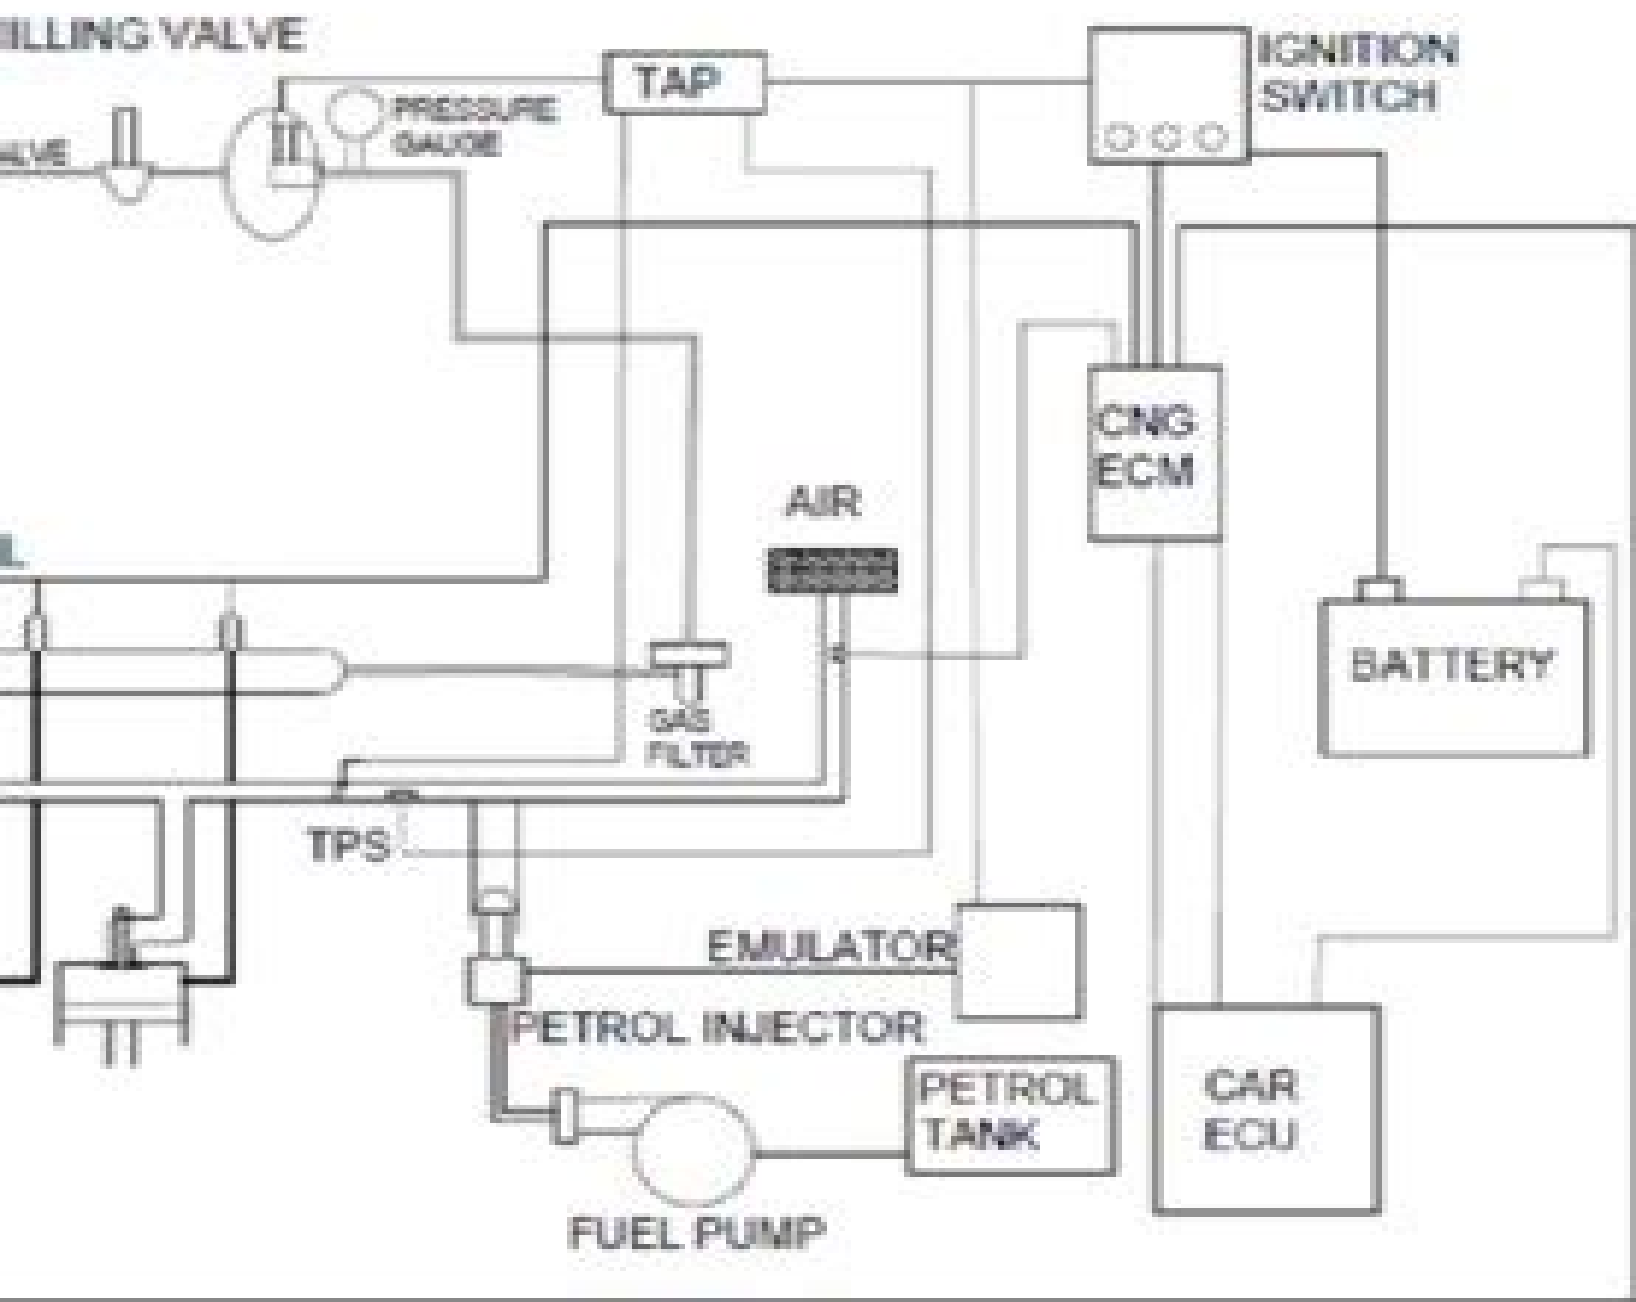 ILLING VALVE
TAP
IGNITION
SWITCH
PRESSURE
GAUGE
ALVE
CNG
ECM
AIR
L
BATTERY
GAS
FILTER
TPS
EMULATOR
PETROL INJECTOR
PETROL
TANK
CAR
ECU
FUEL PUMP